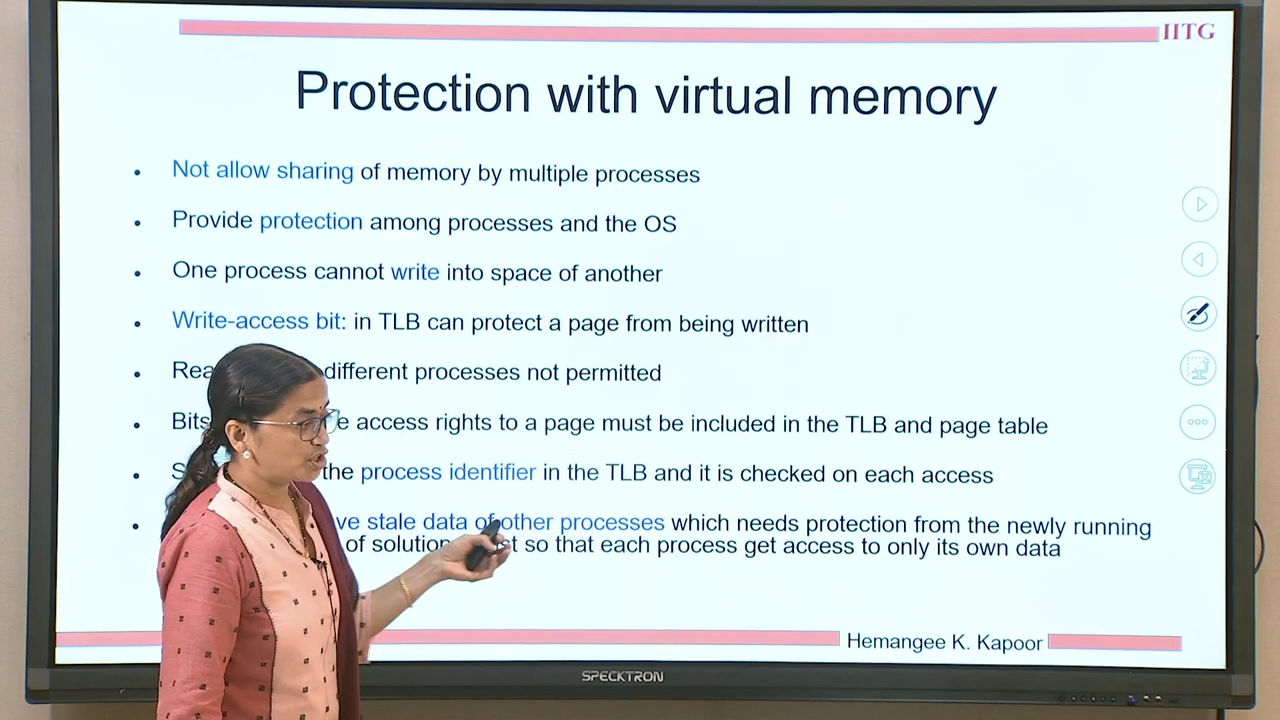 IITG
Protection with virtual memory
• Not allow sharing of memory by multiple processes
• Provide protection among processes and the OS
• One process cannot write into space of another
• Write-access bit: in TLB can protect a page from being written
• different processes not permitted
• Bits access rights to a page must be included in the TLB and page table
• the process identifier in the TLB and it is checked on each access
• stale data of other processes which needs protection from the newly running
of so that each process get access to only its own data
Hemangee K. Kapoor
SPECKTRON